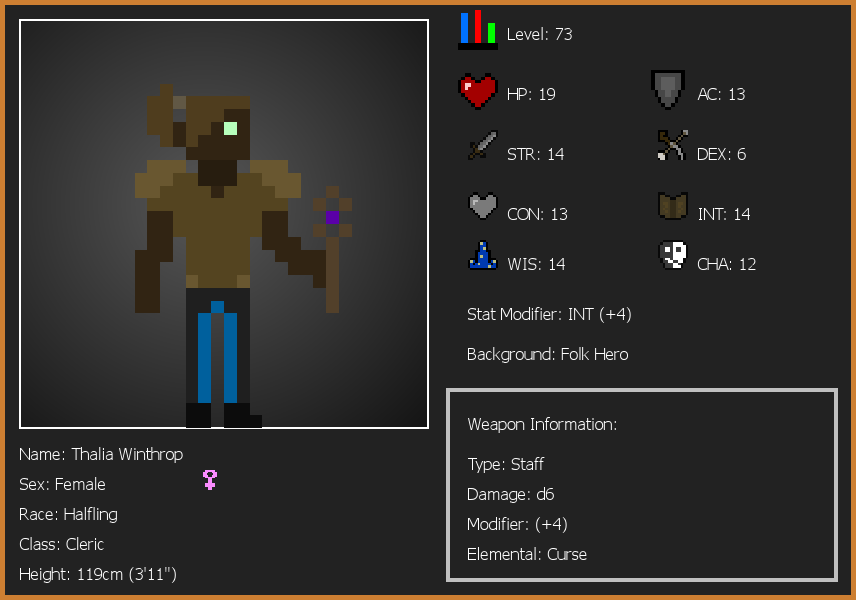 Level: 73
HP: 19
AC: 13
STR: 14
DEX: 6
CON: 13
INT: 14
WIS: 14
CHA: 12
Stat Modifier: INT (+4)
Background: Folk Hero
Weapon Information:
Type: Staff
Damage: d6
Modifier: (+4)
Elemental: Curse
Name: Thalia Winthrop
Sex: Female
Race: Halfling
Class: Cleric
Height: 119cm (3'11")